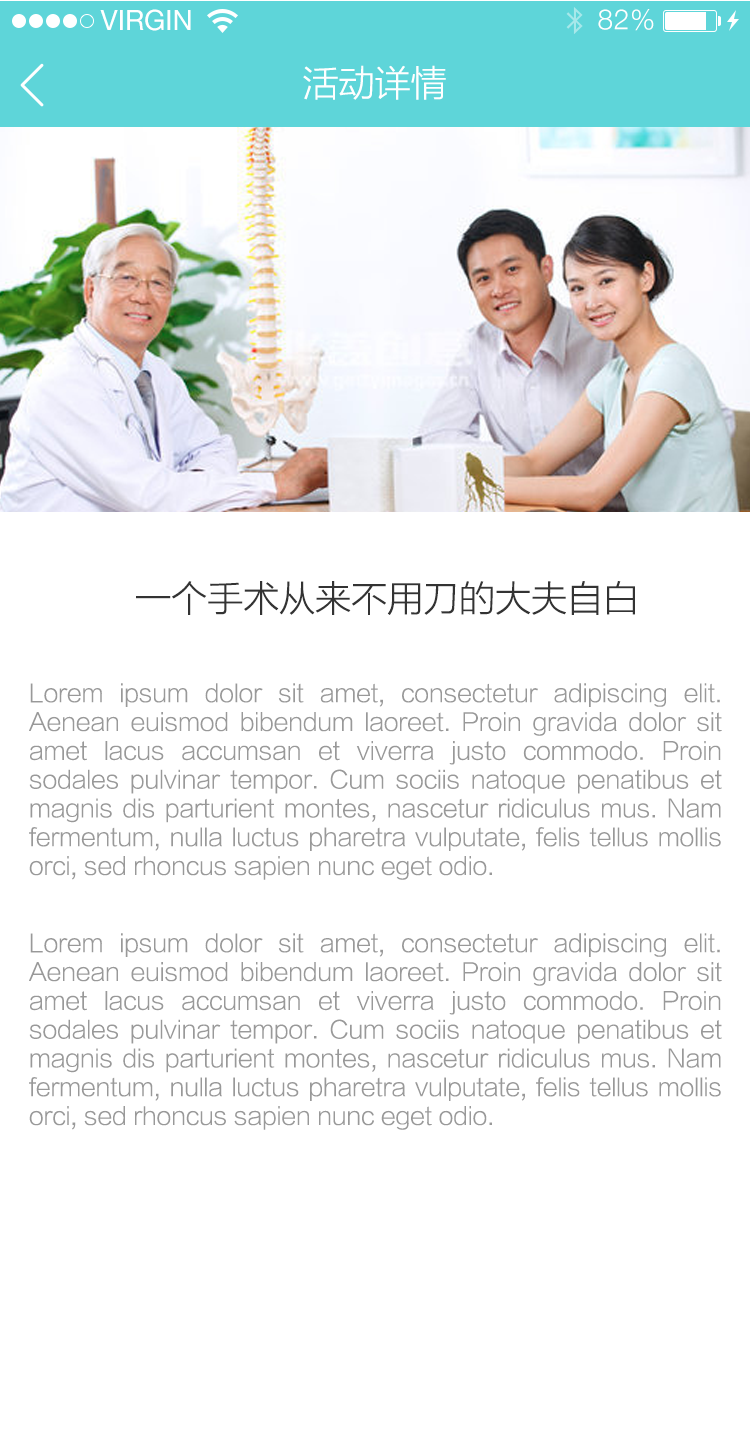 VIRGIN 82%
活动详情
一个手术从来不用刀的大夫自白
Lorem ipsum dolor sit amet, consectetur adipiscing elit.
Aenean euismod bibendum laoreet. Proin gravida dolor sit
amet lacus accumsan et viverra justo commodo. Proin
sodales pulvinar tempor. Cum sociis natoque penatibus et
magnis dis parturient montes, nascetur ridiculus mus. Nam
fermentum, nulla luctus pharetra vulputate, felis tellus mollis
orci, sed rhoncus sapien nunc eget odio.
Lorem ipsum dolor sit amet, consectetur adipiscing elit.
Aenean euismod bibendum laoreet. Proin gravida dolor sit
amet lacus accumsan et viverra justo commodo. Proin
sodales pulvinar tempor. Cum sociis natoque penatibus et
magnis dis parturient montes, nascetur ridiculus mus. Nam
fermentum, nulla luctus pharetra vulputate, felis tellus mollis
orci, sed rhoncus sapien nunc eget odio.